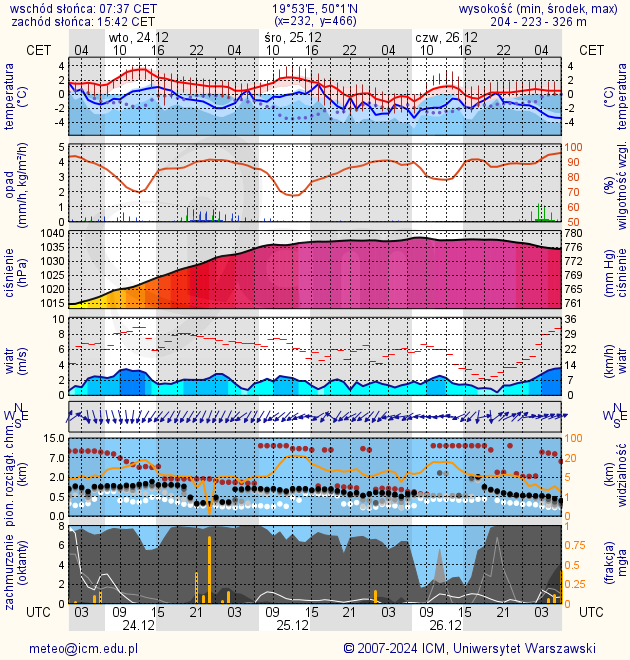 wschód słońca: 07:37 CET 19°53'E, 50°1'N wysokość (min, środek, max)
zachód słońca: 15:42 CET (x=232, y=466) 204 - 223 - 326 m
wto, 24.12 śro, 25.12 czw, 26.12
CET 04 10 16 22 04 10 16 22 04 10 16 22 04 CET
temperatura (°C) 4 2 0 -2 -4 4 2 0 -2 -4 temperatura (°C)
opad (mm/h, kg/m²/h) 5 4 3 2 1 0 100 90 80 70 60 50 (%) wilgotność wzgl.
ciśnienie (hPa) 1040 1035 1030 1025 1020 1015 780 776 772 769 765 761 (mm Hg) ciśnienie
wiatr (m/s) 10 8 6 4 2 0 36 29 22 14 7 0 (km/h) wiatr
N W E S N W E S
pion. rozciągł. chm. (km) 15.0 7.0 2.0 0.5 0.0 100 20 5 1 0 (km) widzialność
zachmurzenie (oktanty) 8 6 4 2 0 1 0.75 0.5 0.25 0 (frakcja) mgła
UTC 03 09 15 21 03 09 15 21 03 09 15 21 03 UTC
24.12 25.12 26.12
meteo@icm.edu.pl © 2007-2024 ICM, Uniwersytet Warszawski